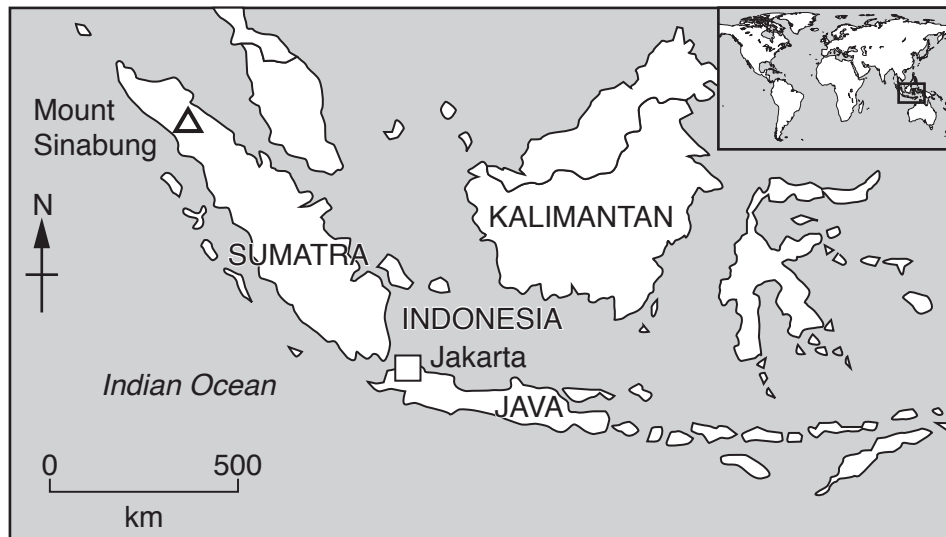 Mount
Sinabung
N
KALIMANTAN
SUMATRA
INDONESIA
Jakarta
Indian Ocean
JAVA
0 500
km